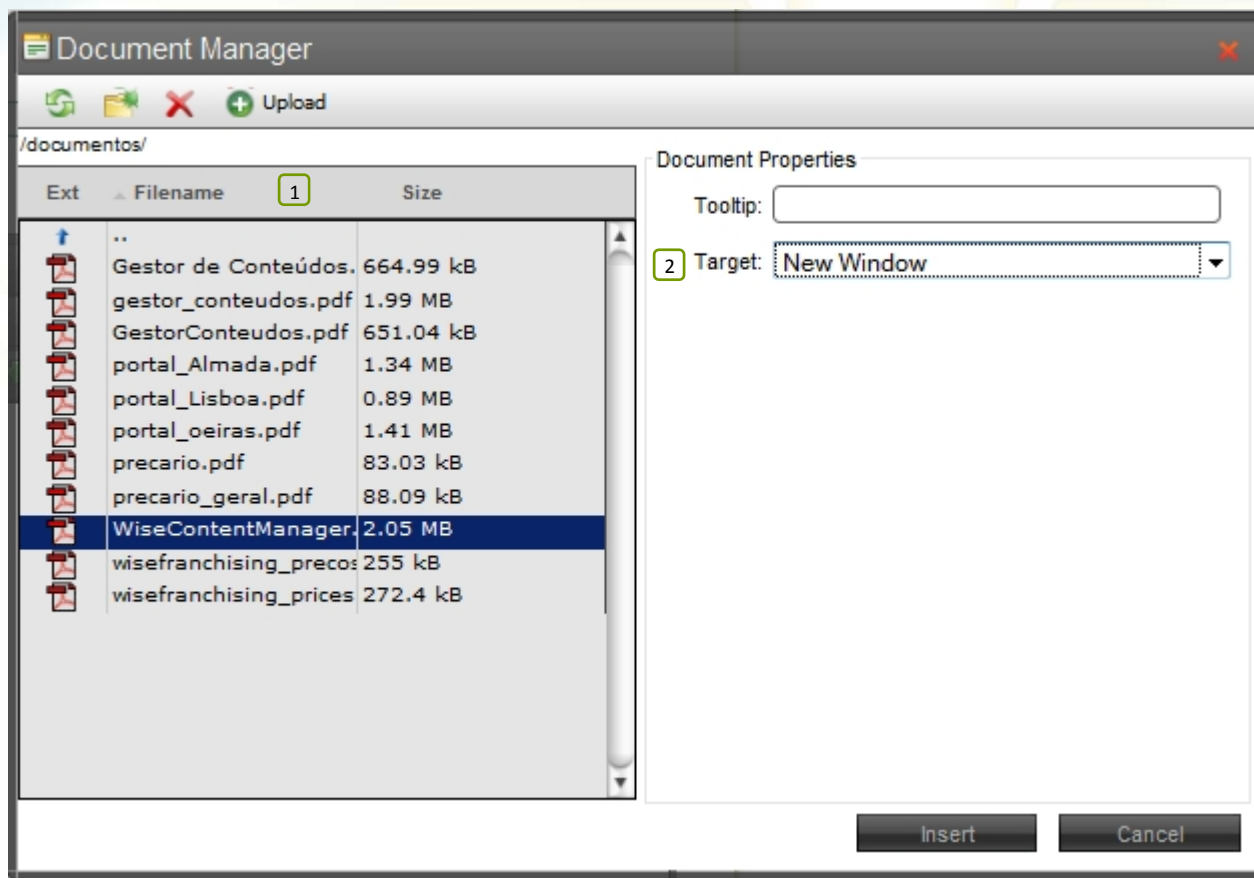 Document Manager
Upload
/documentos/
Ext Filename 1 Size
..
Gestor de Conteúdos. 664.99 kB
gestor_conteudos.pdf 1.99 MB
GestorConteudos.pdf 651.04 kB
portal_Almada.pdf 1.34 MB
portal_Lisboa.pdf 0.89 MB
portal_oeiras.pdf 1.41 MB
precario.pdf 83.03 kB
precario_geral.pdf 88.09 kB
WiseContentManager. 2.05 MB
wisefranchising_precos 255 kB
wisefranchising_prices 272.4 kB
Document Properties
Tooltip:
2 Target: New Window
Insert Cancel